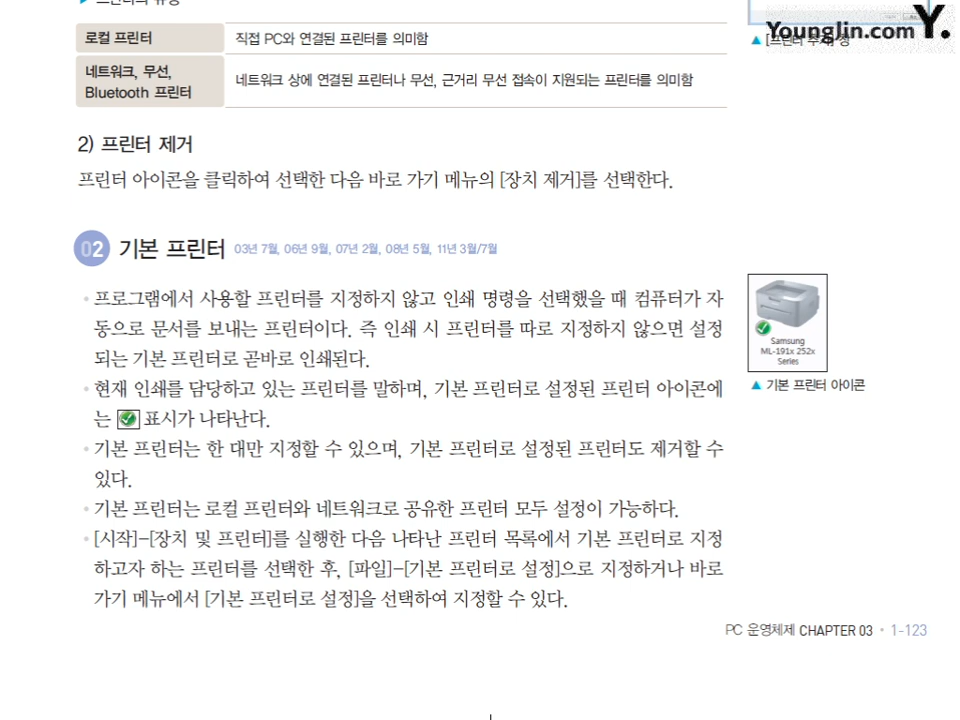 ▶ 프린터의 유형
로컬 프린터 직접 PC와 연결된 프린터를 의미함
네트워크, 무선,
Bluetooth 프린터
네트워크 상에 연결된 프린터나 무선, 근거리 무선 접속이 지원되는 프린터를 의미함
YoungJin.com Y.
▲ [프린터 추가] 창
2) 프린터 제거
프린터 아이콘을 클릭하여 선택한 다음 바로 가기 메뉴의 [장치 제거]를 선택한다.
02 기본 프린터 03년 7월, 06년 9월, 07년 2월, 08년 5월, 11년 3월/7월
• 프로그램에서 사용할 프린터를 지정하지 않고 인쇄 명령을 선택했을 때 컴퓨터가 자
동으로 문서를 보내는 프린터이다. 즉 인쇄 시 프린터를 따로 지정하지 않으면 설정
되는 기본 프린터로 곧바로 인쇄된다.
• 현재 인쇄를 담당하고 있는 프린터를 말하며, 기본 프린터로 설정된 프린터 아이콘에
는 표시가 나타난다.
• 기본 프린터는 한 대만 지정할 수 있으며, 기본 프린터로 설정된 프린터도 제거할 수
있다.
• 기본 프린터는 로컬 프린터와 네트워크로 공유한 프린터 모두 설정이 가능하다.
• [시작]-[장치 및 프린터]를 실행한 다음 나타난 프린터 목록에서 기본 프린터로 지정
하고자 하는 프린터를 선택한 후, [파일]-[기본 프린터로 설정]으로 지정하거나 바로
가기 메뉴에서 [기본 프린터로 설정]을 선택하여 지정할 수 있다.
Samsung
ML-191x 252x
Series
▲ 기본 프린터 아이콘
PC 운영체제 CHAPTER 03 • 1-123